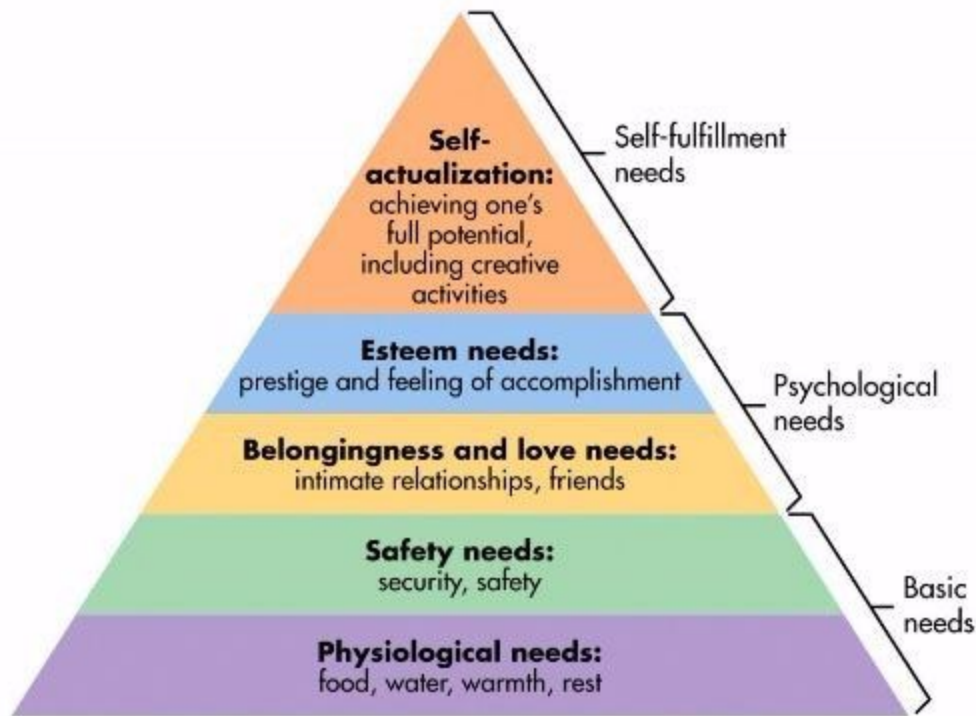 Self-
actualization:
achieving one's
full potential,
including creative
activities
Self-fulfillment
needs
Esteem needs:
prestige and feeling of accomplishment
Psychological
needs
Belongingness and love needs:
intimate relationships, friends
Safety needs:
security, safety
Basic
needs
Physiological needs:
food, water, warmth, rest